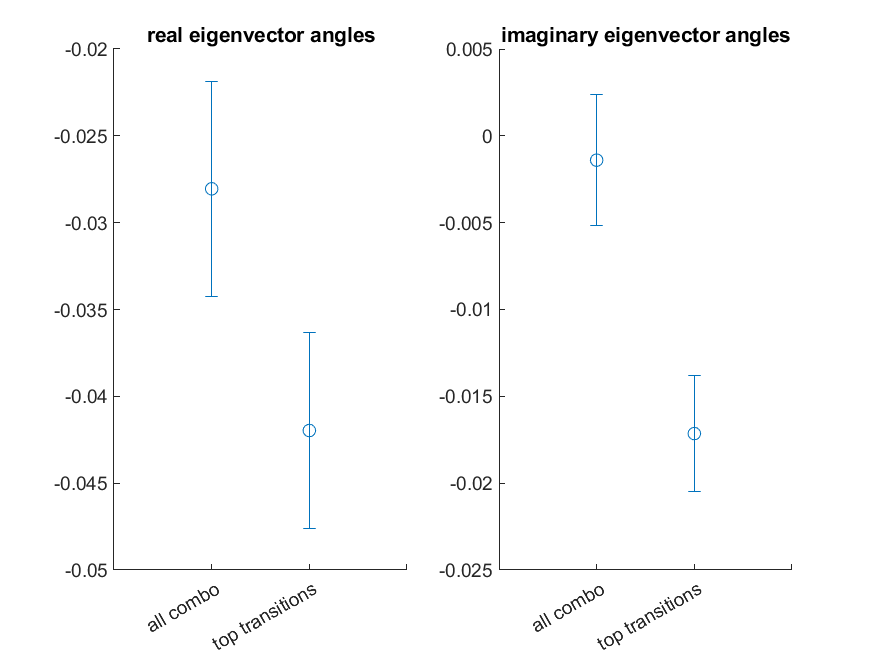 real eigenvector angles
-0.02
-0.025
-0.03
-0.035
-0.04
-0.045
-0.05
all combo
top transitions
imaginary eigenvector angles
0.005
0
-0.005
-0.01
-0.015
-0.02
-0.025
all combo
top transitions